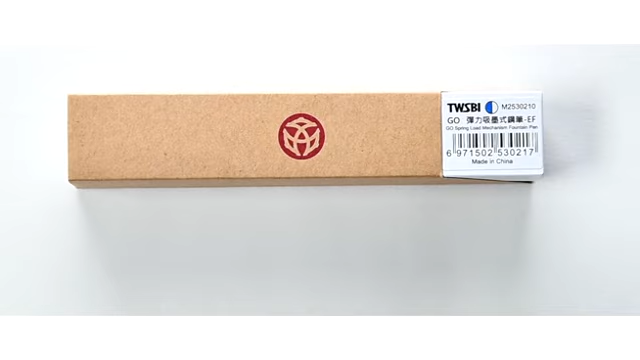 TWSBI M2530210
GO 彈力吸墨式鋼筆-EF
GO Spring Load Mechanism Fountain Pen
6 971502 530217
Made in China